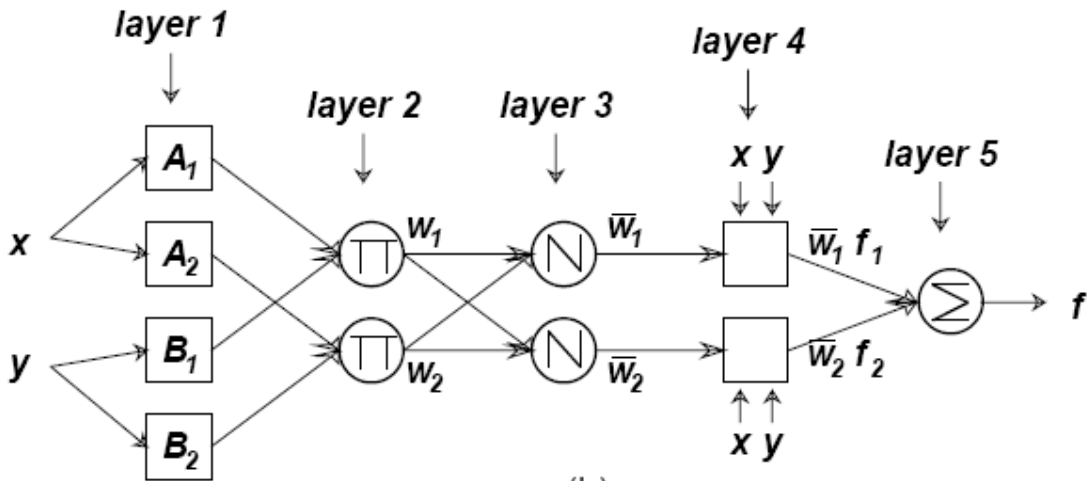 layer 1
layer 4
layer 2
layer 3
x y
layer 5
A₁
x
A₂
Π
w₁
N
w̅₁
w̅₁ f₁
Σ
f
y
B₁
Π
w₂
N
w̅₂
w̅₂ f₂
B₂
x y